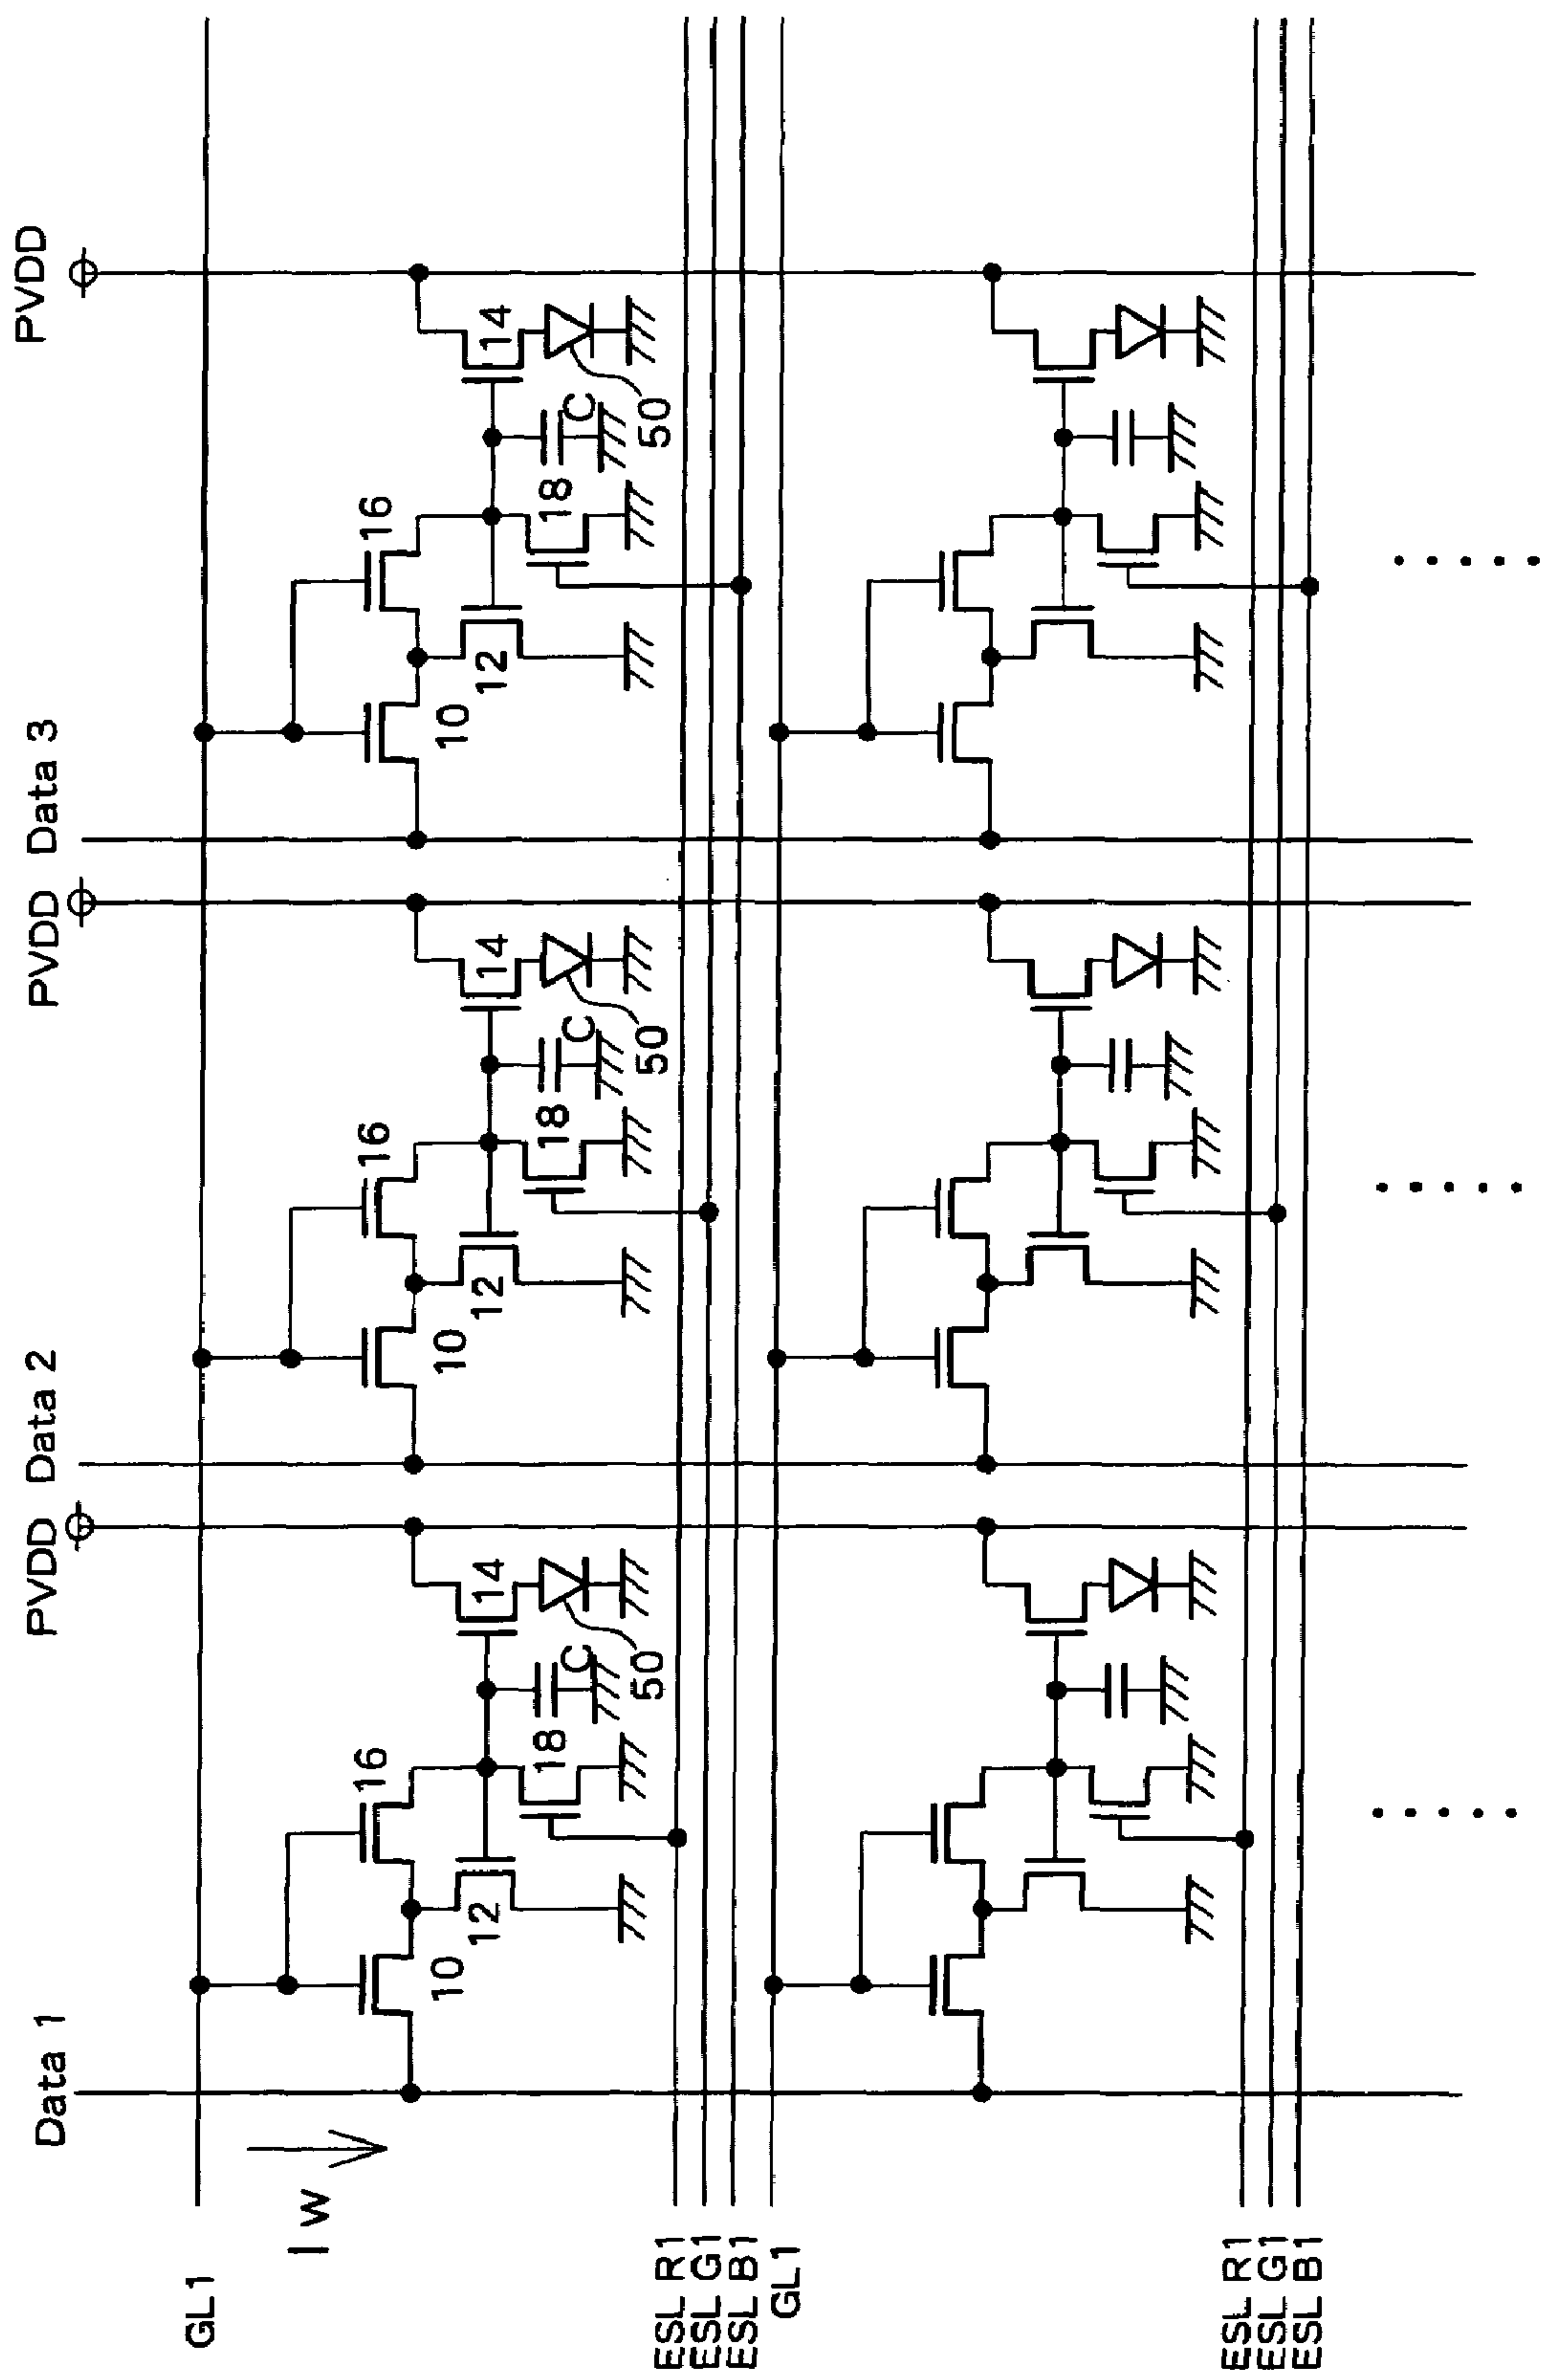 Data 1
PVDD
Data 2
PVDD
Data 3
PVDD
GL1
I w
16
16
16
10
12
14
10
12
14
10
12
14
18
C
18
C
18
C
50
50
50
ESL R1
ESL G1
ESL B1
GL1
ESL R1
ESL G1
ESL B1